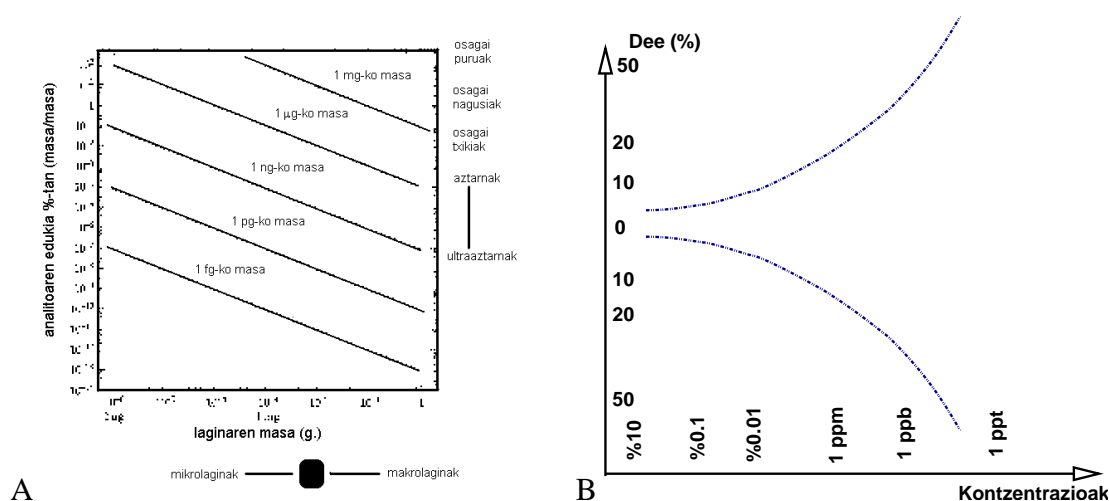 osagai
puruak
1 mg-ko masa
osagai
nagusiak
1 µg-ko masa
osagai
txikiak
1 ng-ko masa
aztarnak
1 pg-ko masa
ultraaztarnak
1 fg-ko masa
analitoaren edukia %-tan (masa/masa)
1
laginaren masa (g.)
mikrolaginak
makrolaginak
A
Dee (%)
50
20
10
0
10
20
50
%10
%0.1
%0.01
1 ppm
1 ppb
1 ppt
Kontzentrazioak
B